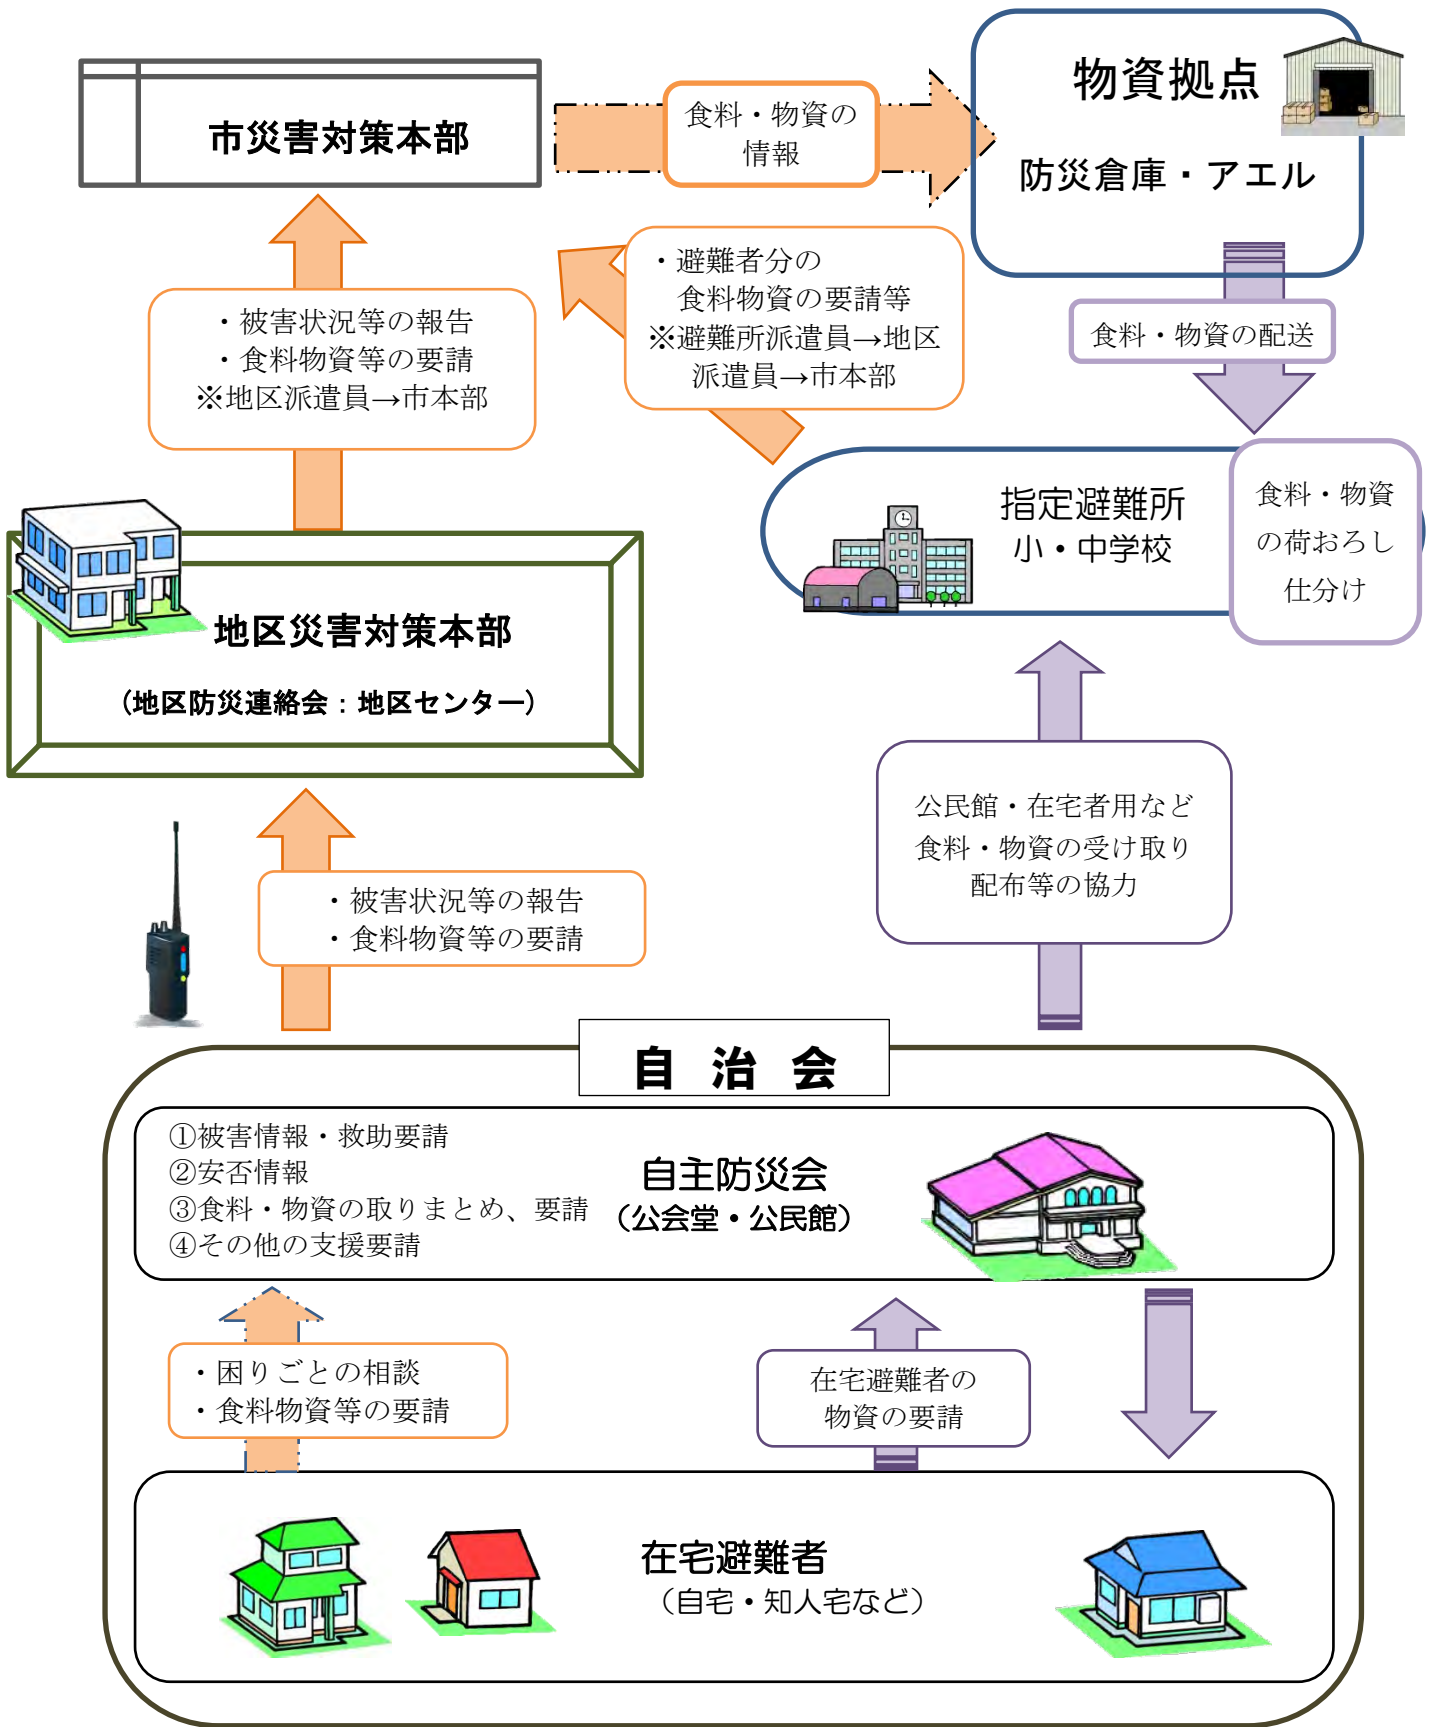 市災害対策本部
食料・物資の
情報
物資拠点
防災倉庫・アエル
・被害状況等の報告
・食料物資等の要請
※地区派遣員→市本部
・避難者分の
食料物資の要請等
※避難所派遣員→地区
派遣員→市本部
食料・物資の配送
指定避難所
小・中学校
食料・物資
の荷おろし
仕分け
地区災害対策本部
（地区防災連絡会：地区センター）
公民館・在宅者用など
食料・物資の受け取り
配布等の協力
・被害状況等の報告
・食料物資等の要請
自 治 会
①被害情報・救助要請
②安否情報
③食料・物資の取りまとめ、要請
④その他の支援要請
自主防災会
（公会堂・公民館）
・困りごとの相談
・食料物資等の要請
在宅避難者の
物資の要請
在宅避難者
（自宅・知人宅など）